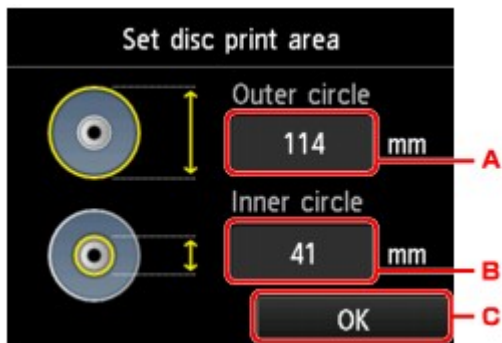 Set disc print area
Outer circle
114 mm
A
Inner circle
41 mm
B
OK
C